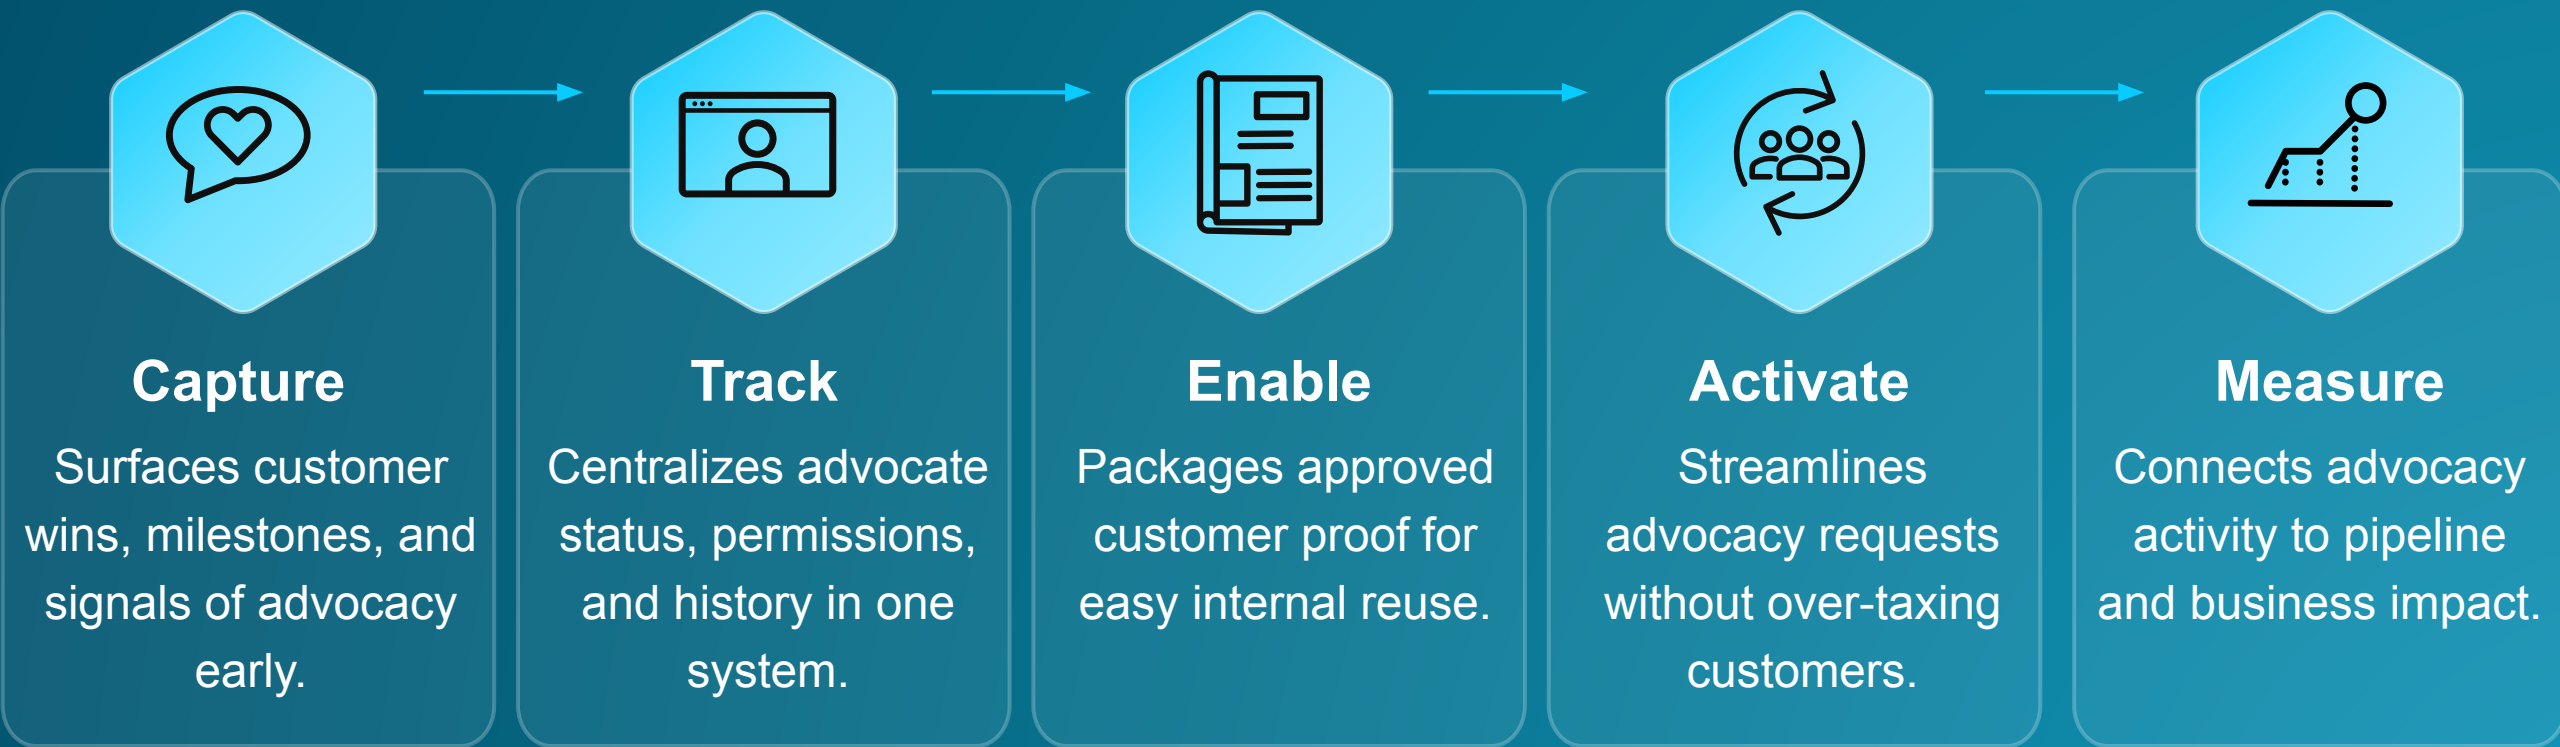 Capture
Surfaces customer
wins, milestones, and
signals of advocacy
early.
Track
Centralizes advocate
status, permissions,
and history in one
system.
Enable
Packages approved
customer proof for
easy internal reuse.
Activate
Streamlines
advocacy requests
without over-taxing
customers.
Measure
Connects advocacy
activity to pipeline
and business impact.